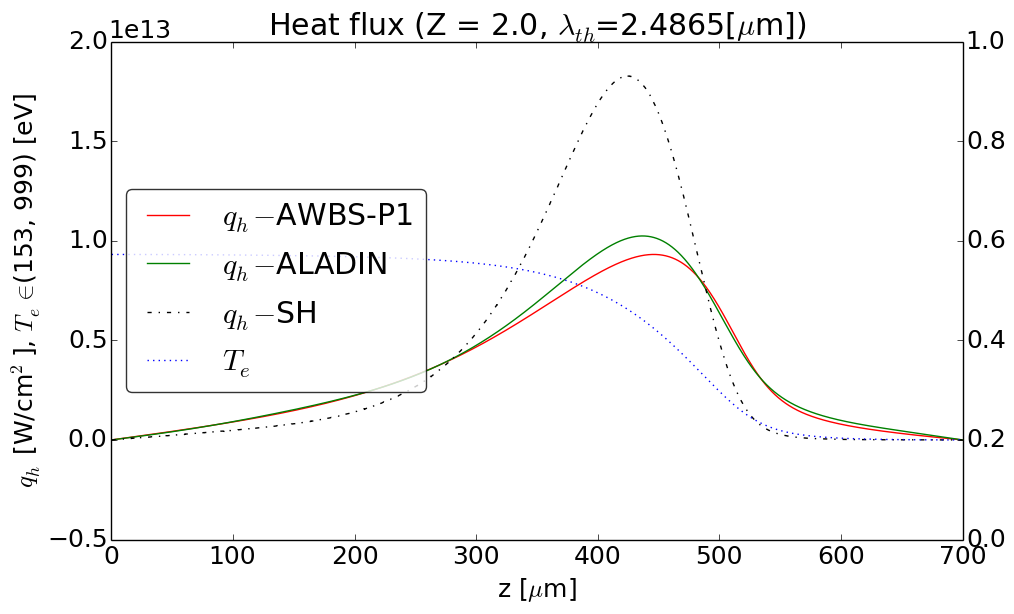 Heat flux (Z = 2.0, λ_th=2.4865[μm])
1e13
q_h [W/cm², T_e ∈(153, 999) [eV]
2.0
1.5
1.0
0.5
0.0
−0.5
1.0
0.8
0.6
0.4
0.2
0.0
q_h −AWBS-P1
q_h −ALADIN
q_h −SH
T_e
0 100 200 300 400 500 600 700
z [μm]